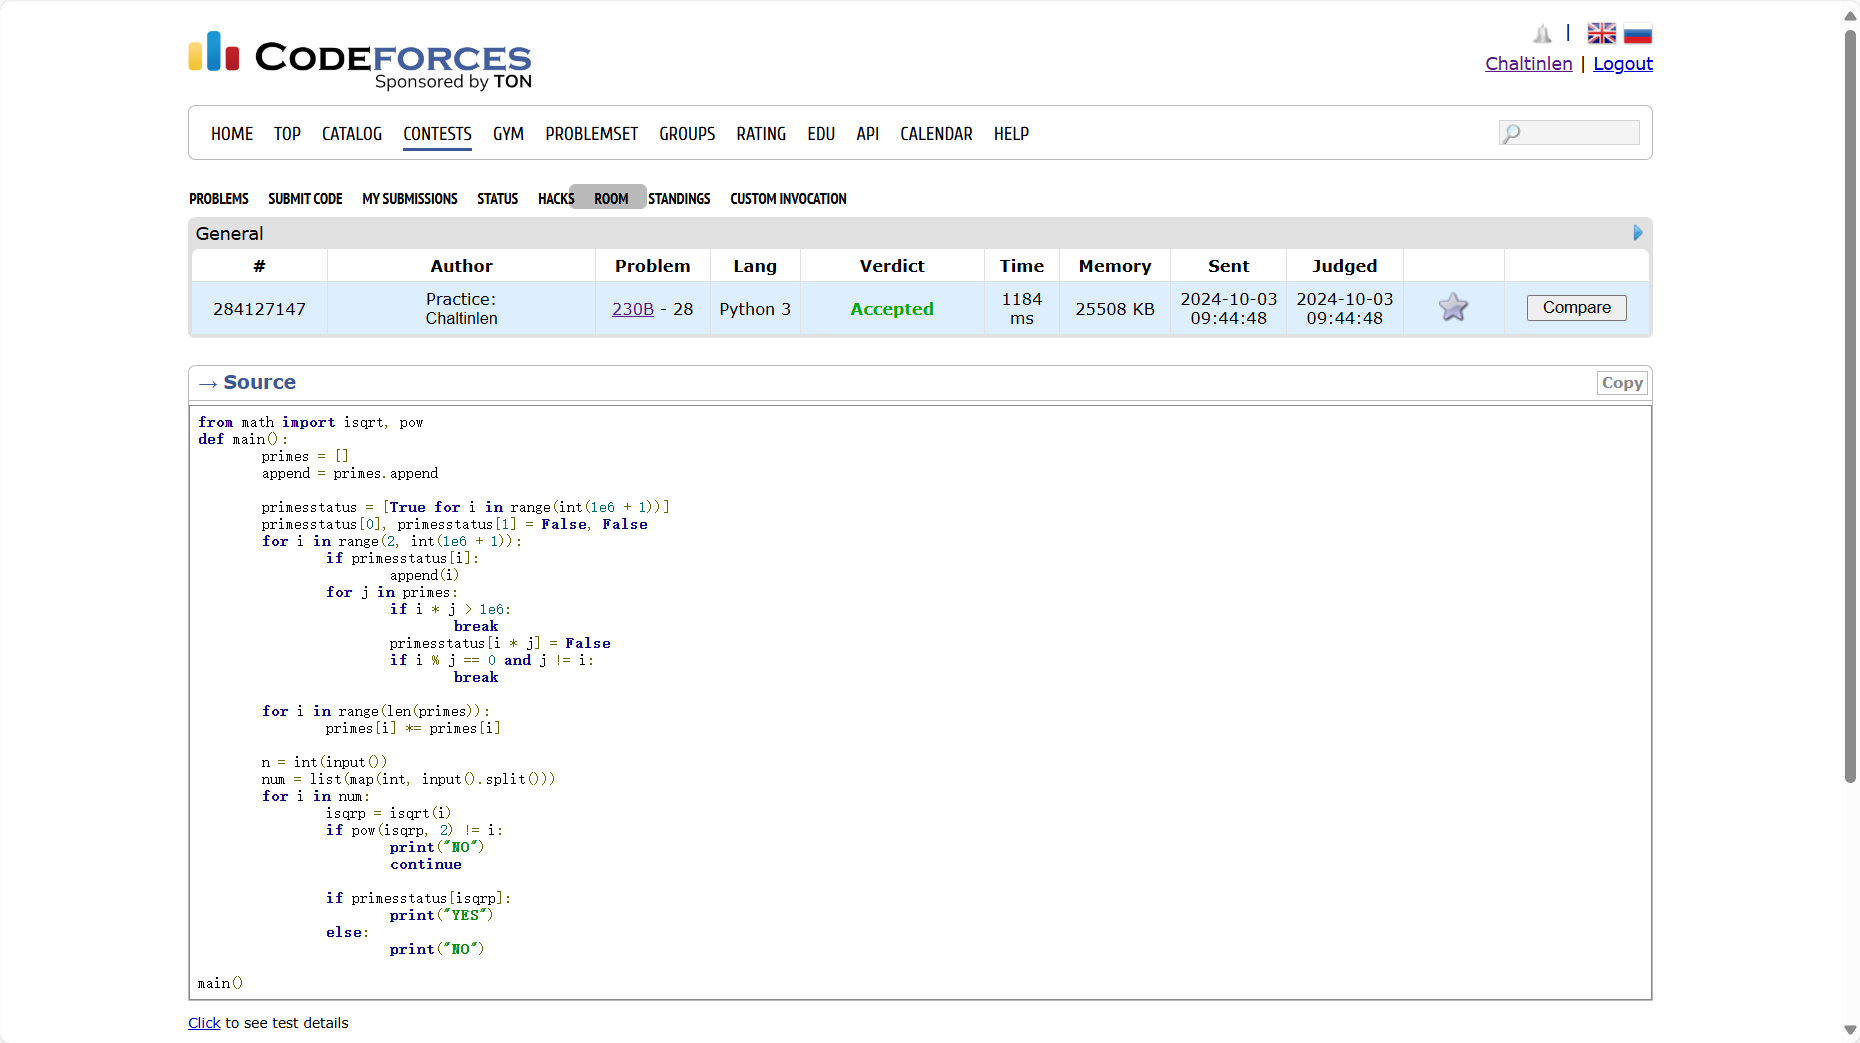 CODEFORCES
Sponsored by TON
|
Chaltinlen | Logout
HOME TOP CATALOG CONTESTS GYM PROBLEMSET GROUPS RATING EDU API CALENDAR HELP
PROBLEMS SUBMIT CODE MY SUBMISSIONS STATUS HACKS ROOM STANDINGS CUSTOM INVOCATION
General
# Author Problem Lang Verdict Time Memory Sent Judged
284127147 Practice: Chaltinlen 230B - 28 Python 3 Accepted 1184 ms 25508 KB 2024-10-03 09:44:48 2024-10-03 09:44:48 Compare
→ Source Copy
from math import isqrt, pow
def main():
        primes = []
        append = primes.append

        primesstatus = [True for i in range(int(1e6 + 1))]
        primesstatus[0], primesstatus[1] = False, False
        for i in range(2, int(1e6 + 1)):
                if primesstatus[i]:
                        append(i)
                for j in primes:
                        if i * j > 1e6:
                                break
                        primesstatus[i * j] = False
                        if i % j == 0 and j != i:
                                break

        for i in range(len(primes)):
                primes[i] *= primes[i]

        n = int(input())
        num = list(map(int, input().split()))
        for i in num:
                isqrp = isqrt(i)
                if pow(isqrp, 2) != i:
                        print("NO")
                        continue

                if primesstatus[isqrp]:
                        print("YES")
                else:
                        print("NO")

main()
Click to see test details